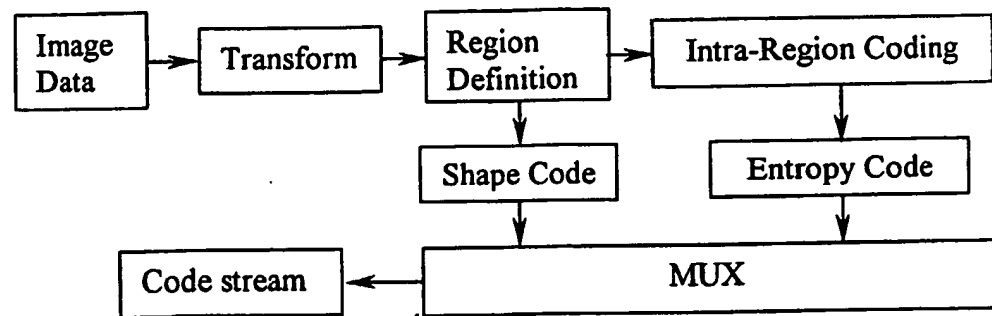 Image
Data
Transform
Region
Definition
Intra-Region Coding
Shape Code
Entropy Code
Code stream
MUX